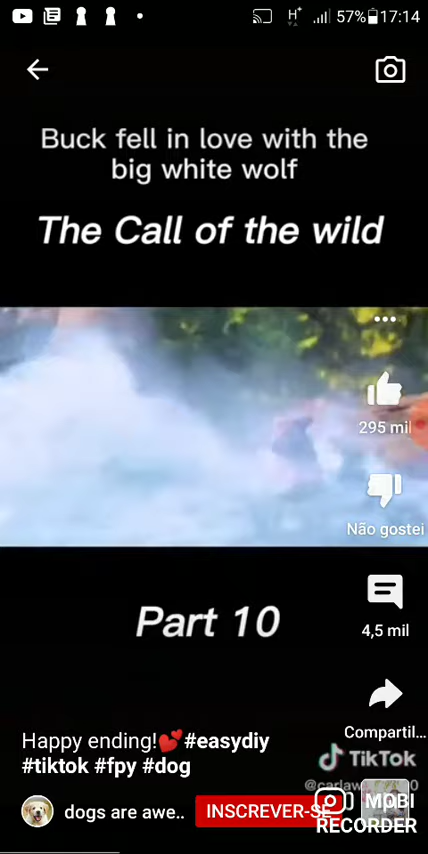 H+ 57% 17:14
Buck fell in love with the
big white wolf
The Call of the wild
295 mil
Não gostei
Part 10
4,5 mil
Compartil...
Happy ending!💕#easydiy
#tiktok #fpy #dog
TikTok
dogs are awe..
INSCREVER-SE
MOBI
RECORDER